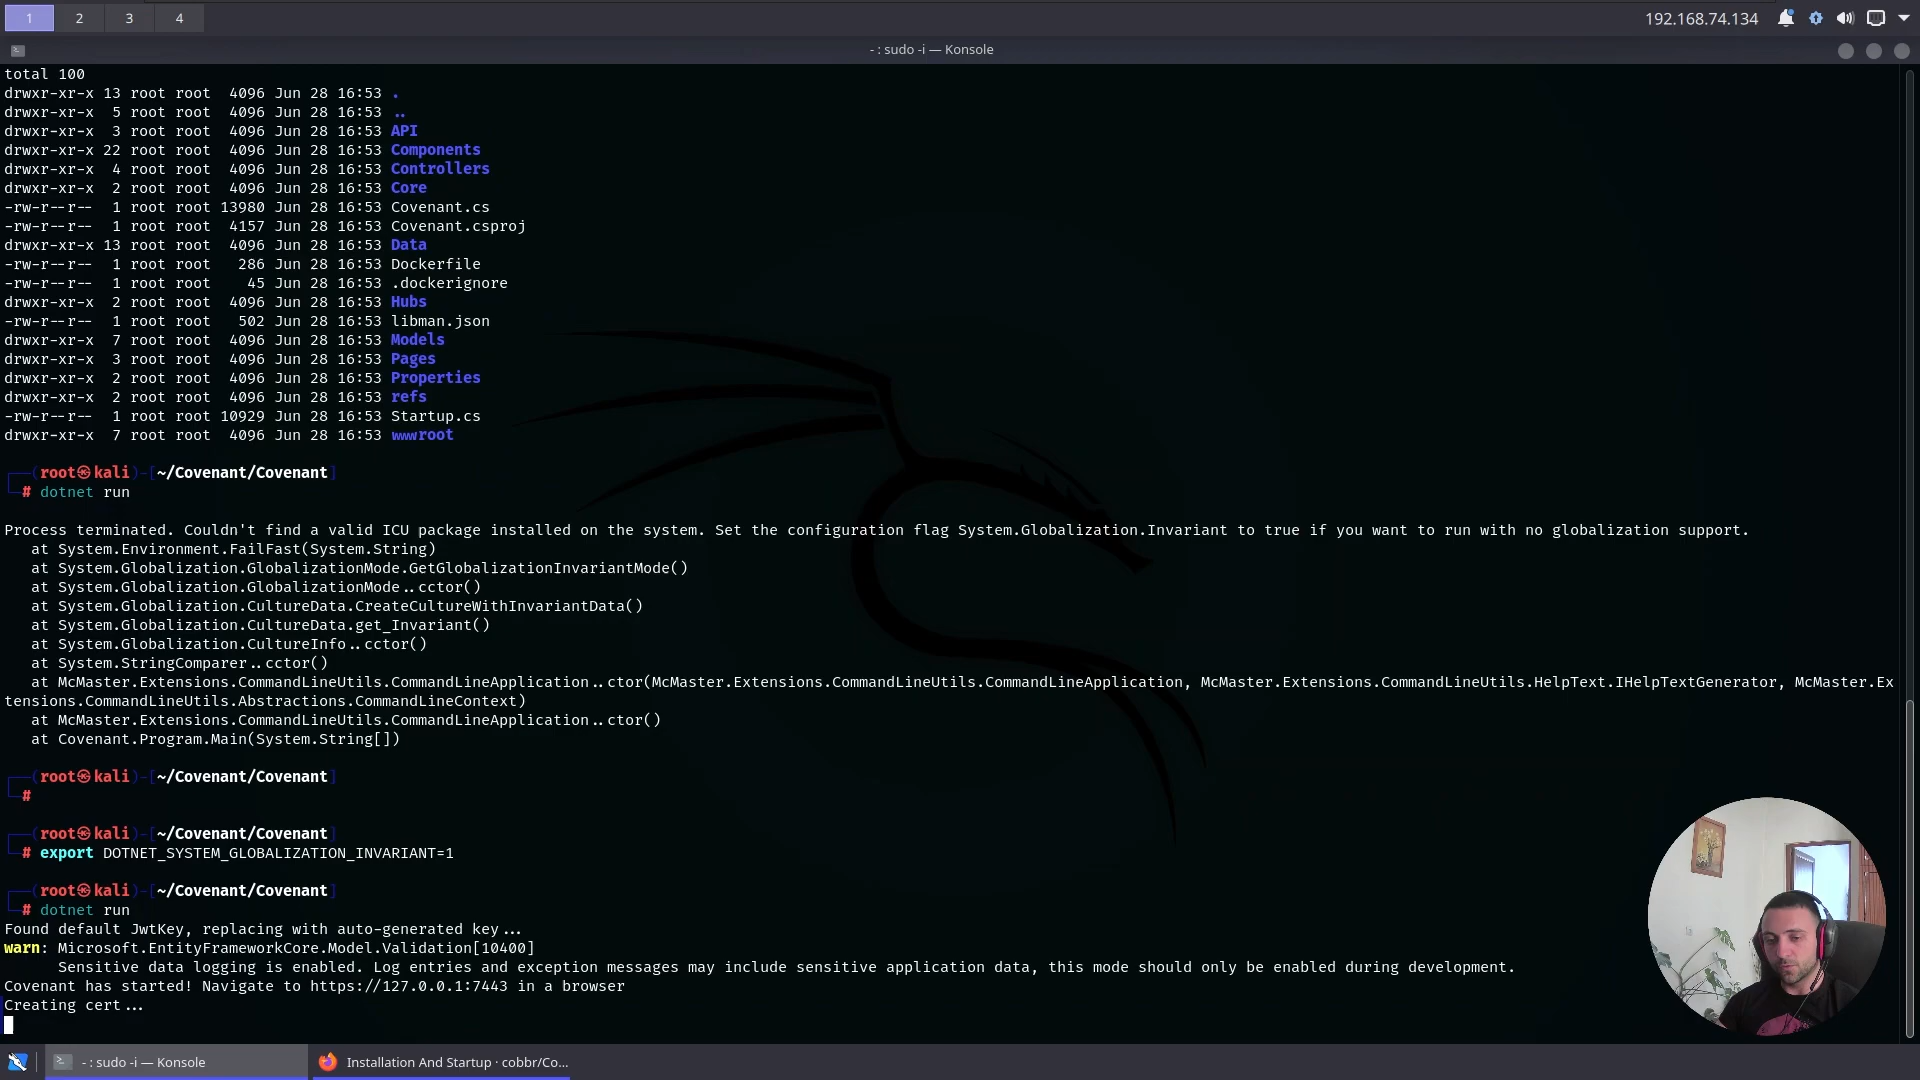 1 2 3 4 192.168.74.134
- : sudo -i — Konsole
total 100
drwxr-xr-x 13 root root  4096 Jun 28 16:53 .
drwxr-xr-x  5 root root  4096 Jun 28 16:53 ..
drwxr-xr-x  3 root root  4096 Jun 28 16:53 API
drwxr-xr-x 22 root root  4096 Jun 28 16:53 Components
drwxr-xr-x  4 root root  4096 Jun 28 16:53 Controllers
drwxr-xr-x  2 root root  4096 Jun 28 16:53 Core
-rw-r--r--  1 root root 13980 Jun 28 16:53 Covenant.cs
-rw-r--r--  1 root root  4157 Jun 28 16:53 Covenant.csproj
drwxr-xr-x 13 root root  4096 Jun 28 16:53 Data
-rw-r--r--  1 root root   286 Jun 28 16:53 Dockerfile
-rw-r--r--  1 root root    45 Jun 28 16:53 .dockerignore
drwxr-xr-x  2 root root  4096 Jun 28 16:53 Hubs
-rw-r--r--  1 root root   502 Jun 28 16:53 libman.json
drwxr-xr-x  7 root root  4096 Jun 28 16:53 Models
drwxr-xr-x  3 root root  4096 Jun 28 16:53 Pages
drwxr-xr-x  2 root root  4096 Jun 28 16:53 Properties
drwxr-xr-x  2 root root  4096 Jun 28 16:53 refs
-rw-r--r--  1 root root 10929 Jun 28 16:53 Startup.cs
drwxr-xr-x  7 root root  4096 Jun 28 16:53 wwwroot
┌──(root㉿kali)-[~/Covenant/Covenant]
└─# dotnet run
Process terminated. Couldn't find a valid ICU package installed on the system. Set the configuration flag System.Globalization.Invariant to true if you want to run with no globalization support.
   at System.Environment.FailFast(System.String)
   at System.Globalization.GlobalizationMode.GetGlobalizationInvariantMode()
   at System.Globalization.GlobalizationMode..cctor()
   at System.Globalization.CultureData.CreateCultureWithInvariantData()
   at System.Globalization.CultureData.get_Invariant()
   at System.Globalization.CultureInfo..cctor()
   at System.StringComparer..cctor()
   at McMaster.Extensions.CommandLineUtils.CommandLineApplication..ctor(McMaster.Extensions.CommandLineUtils.CommandLineApplication, McMaster.Extensions.CommandLineUtils.HelpText.IHelpTextGenerator, McMaster.Ex
tensions.CommandLineUtils.Abstractions.CommandLineContext)
   at McMaster.Extensions.CommandLineUtils.CommandLineApplication..ctor()
   at Covenant.Program.Main(System.String[])
┌──(root㉿kali)-[~/Covenant/Covenant]
└─#
┌──(root㉿kali)-[~/Covenant/Covenant]
└─# export DOTNET_SYSTEM_GLOBALIZATION_INVARIANT=1
┌──(root㉿kali)-[~/Covenant/Covenant]
└─# dotnet run
Found default JwtKey, replacing with auto-generated key...
warn: Microsoft.EntityFrameworkCore.Model.Validation[10400]
      Sensitive data logging is enabled. Log entries and exception messages may include sensitive application data, this mode should only be enabled during development.
Covenant has started! Navigate to https://127.0.0.1:7443 in a browser
Creating cert...
- : sudo -i — Konsole Installation And Startup · cobbr/Co...